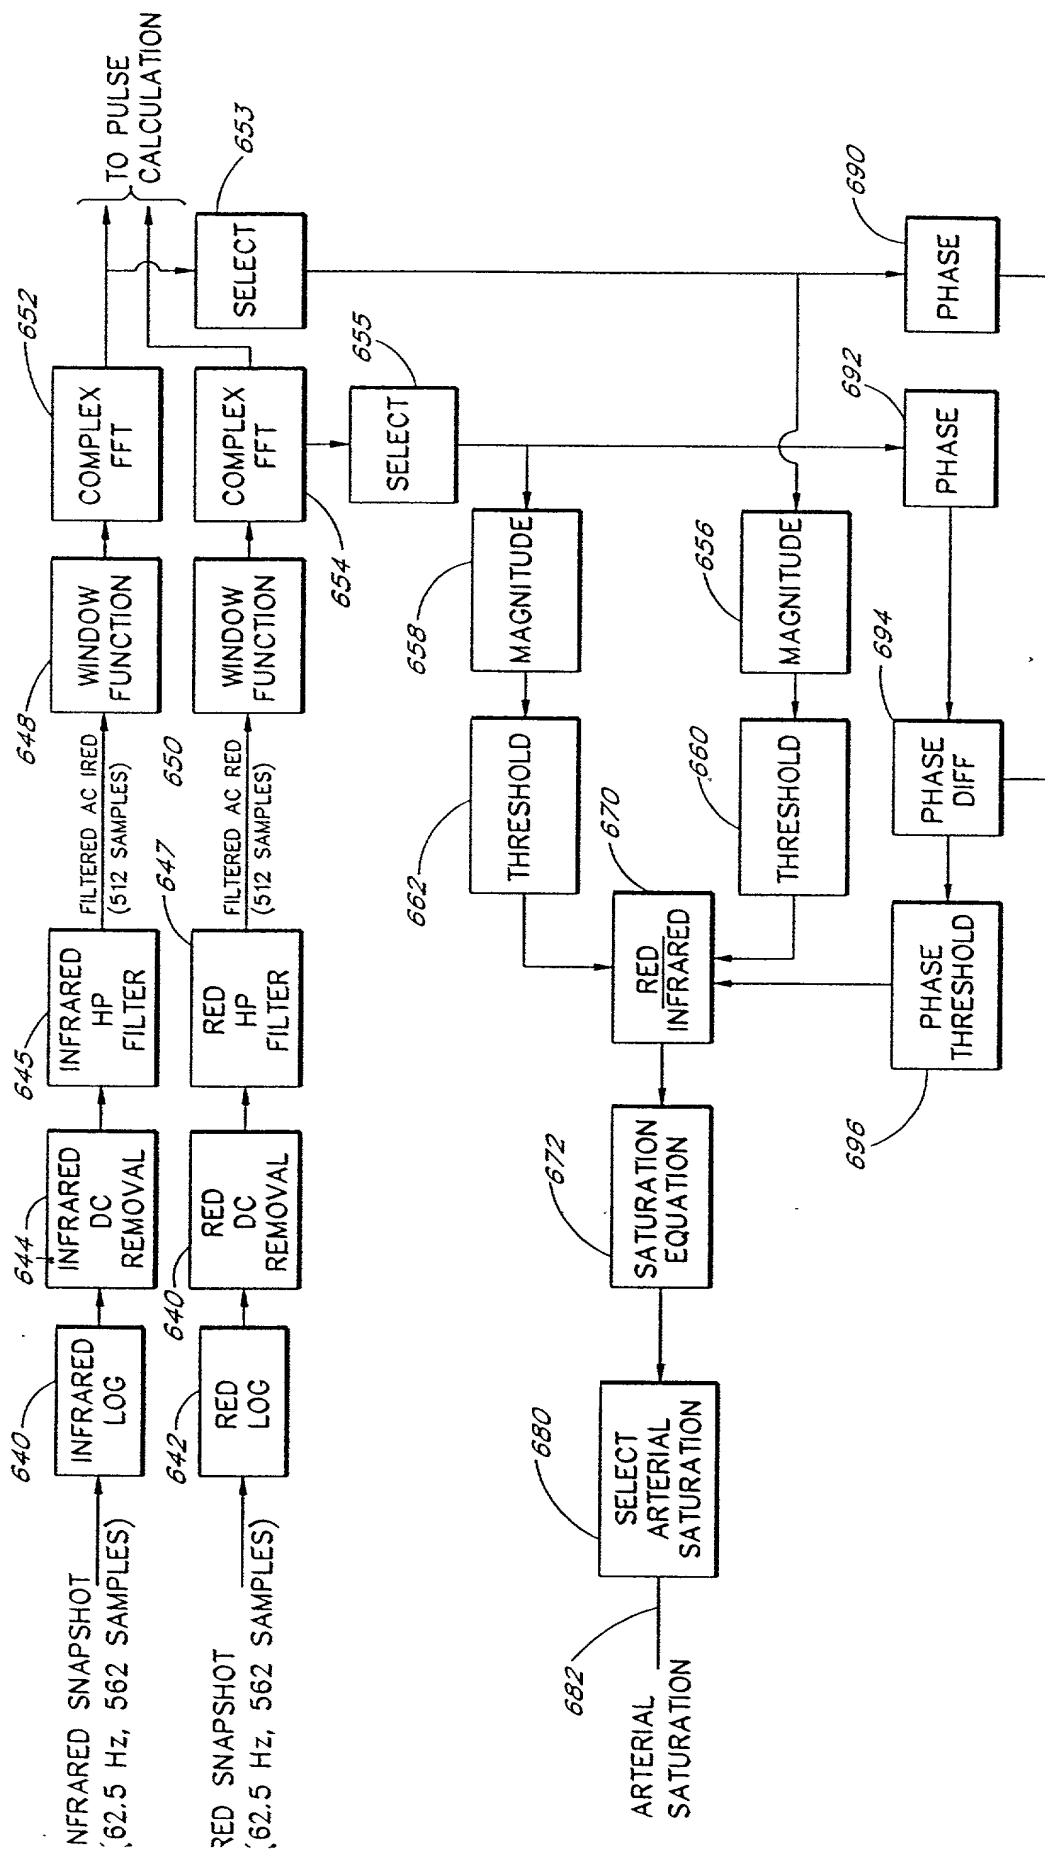 NFRARED SNAPSHOT
(62.5 Hz, 562 SAMPLES)
640
INFRARED
LOG
644
INFRARED
DC
REMOVAL
645
INFRARED
HP
FILTER
FILTERED AC IRED
(512 SAMPLES)
648
WINDOW
FUNCTION
652
COMPLEX
FFT
TO PULSE
CALCULATION
RED SNAPSHOT
(62.5 Hz, 562 SAMPLES)
642
RED
LOG
640
RED
DC
REMOVAL
647
RED
HP
FILTER
650
FILTERED AC RED
(512 SAMPLES)
WINDOW
FUNCTION
654
COMPLEX
FFT
653
SELECT
655
SELECT
658
MAGNITUDE
662
THRESHOLD
656
MAGNITUDE
660
THRESHOLD
670
RED
INFRARED
672
SATURATION
EQUATION
680
SELECT
ARTERIAL
SATURATION
682
ARTERIAL
SATURATION
690
PHASE
692
PHASE
694
PHASE
DIFF
696
PHASE
THRESHOLD